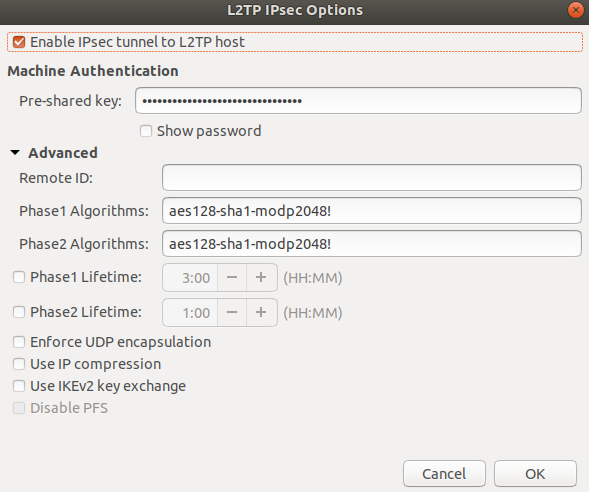 L2TP IPsec Options
Enable IPsec tunnel to L2TP host
Machine Authentication
Pre-shared key: ••••••••••••••••••••••••••••••••
Show password
Advanced
Remote ID:
Phase1 Algorithms: aes128-sha1-modp2048!
Phase2 Algorithms: aes128-sha1-modp2048!
Phase1 Lifetime: 3:00 − + (HH:MM)
Phase2 Lifetime: 1:00 − + (HH:MM)
Enforce UDP encapsulation
Use IP compression
Use IKEv2 key exchange
Disable PFS
Cancel OK